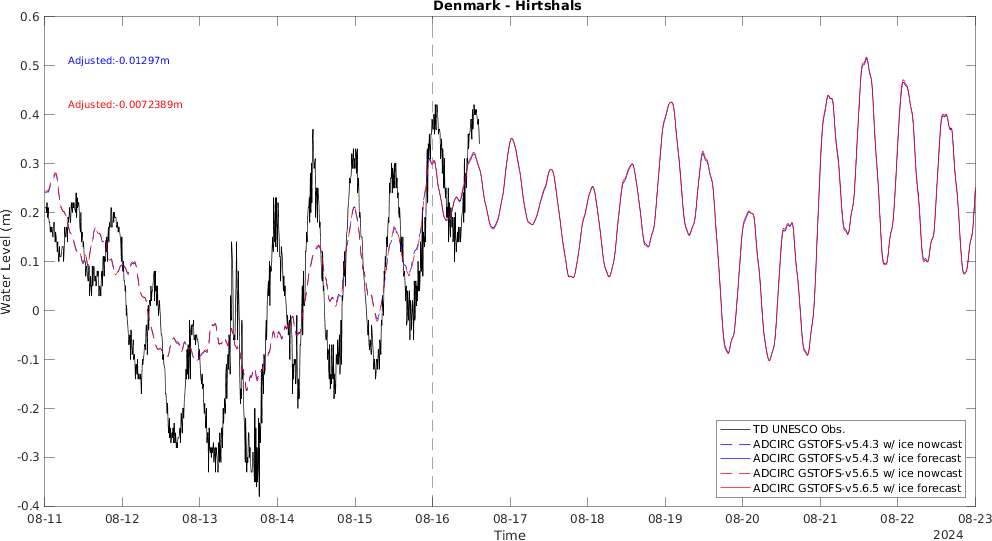 Denmark - Hirtshals
0.6
0.5
0.4
0.3
0.2
0.1
0
-0.1
-0.2
-0.3
-0.4
Water Level (m)
Adjusted:-0.01297m
Adjusted:-0.0072389m
TD UNESCO Obs.
ADCIRC GSTOFS-v5.4.3 w/ ice nowcast
ADCIRC GSTOFS-v5.4.3 w/ ice forecast
ADCIRC GSTOFS-v5.6.5 w/ ice nowcast
ADCIRC GSTOFS-v5.6.5 w/ ice forecast
08-11 08-12 08-13 08-14 08-15 08-16 08-17 08-18 08-19 08-20 08-21 08-22 08-23
Time
2024